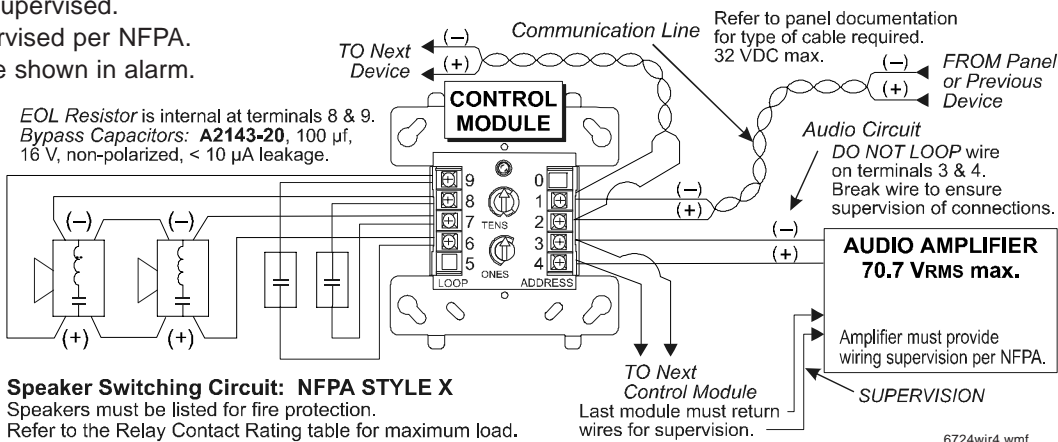 upervised.
rvised per NFPA.
e shown in alarm.
EOL Resistor is internal at terminals 8 & 9.
Bypass Capacitors: A2143-20, 100 µf,
16 V, non-polarized, < 10 µA leakage.
TO Next
Device
(−)
(+)
Communication Line
Refer to panel documentation
for type of cable required.
32 VDC max.
(−)
(+)
FROM Panel
or Previous
Device
CONTROL
MODULE
Audio Circuit
DO NOT LOOP wire
on terminals 3 & 4.
Break wire to ensure
supervision of connections.
9
8
7
6
5
TENS
ONES
LOOP
0
1
2
3
4
ADDRESS
(−)
(+)
(−)
(+)
(−)
(−)
(+)
(+)
AUDIO AMPLIFIER
70.7 VRMS max.
Amplifier must provide
wiring supervision per NFPA.
SUPERVISION
TO Next
Control Module
Last module must return
wires for supervision.
Speaker Switching Circuit: NFPA STYLE X
Speakers must be listed for fire protection.
Refer to the Relay Contact Rating table for maximum load.
6724wir4.wmf